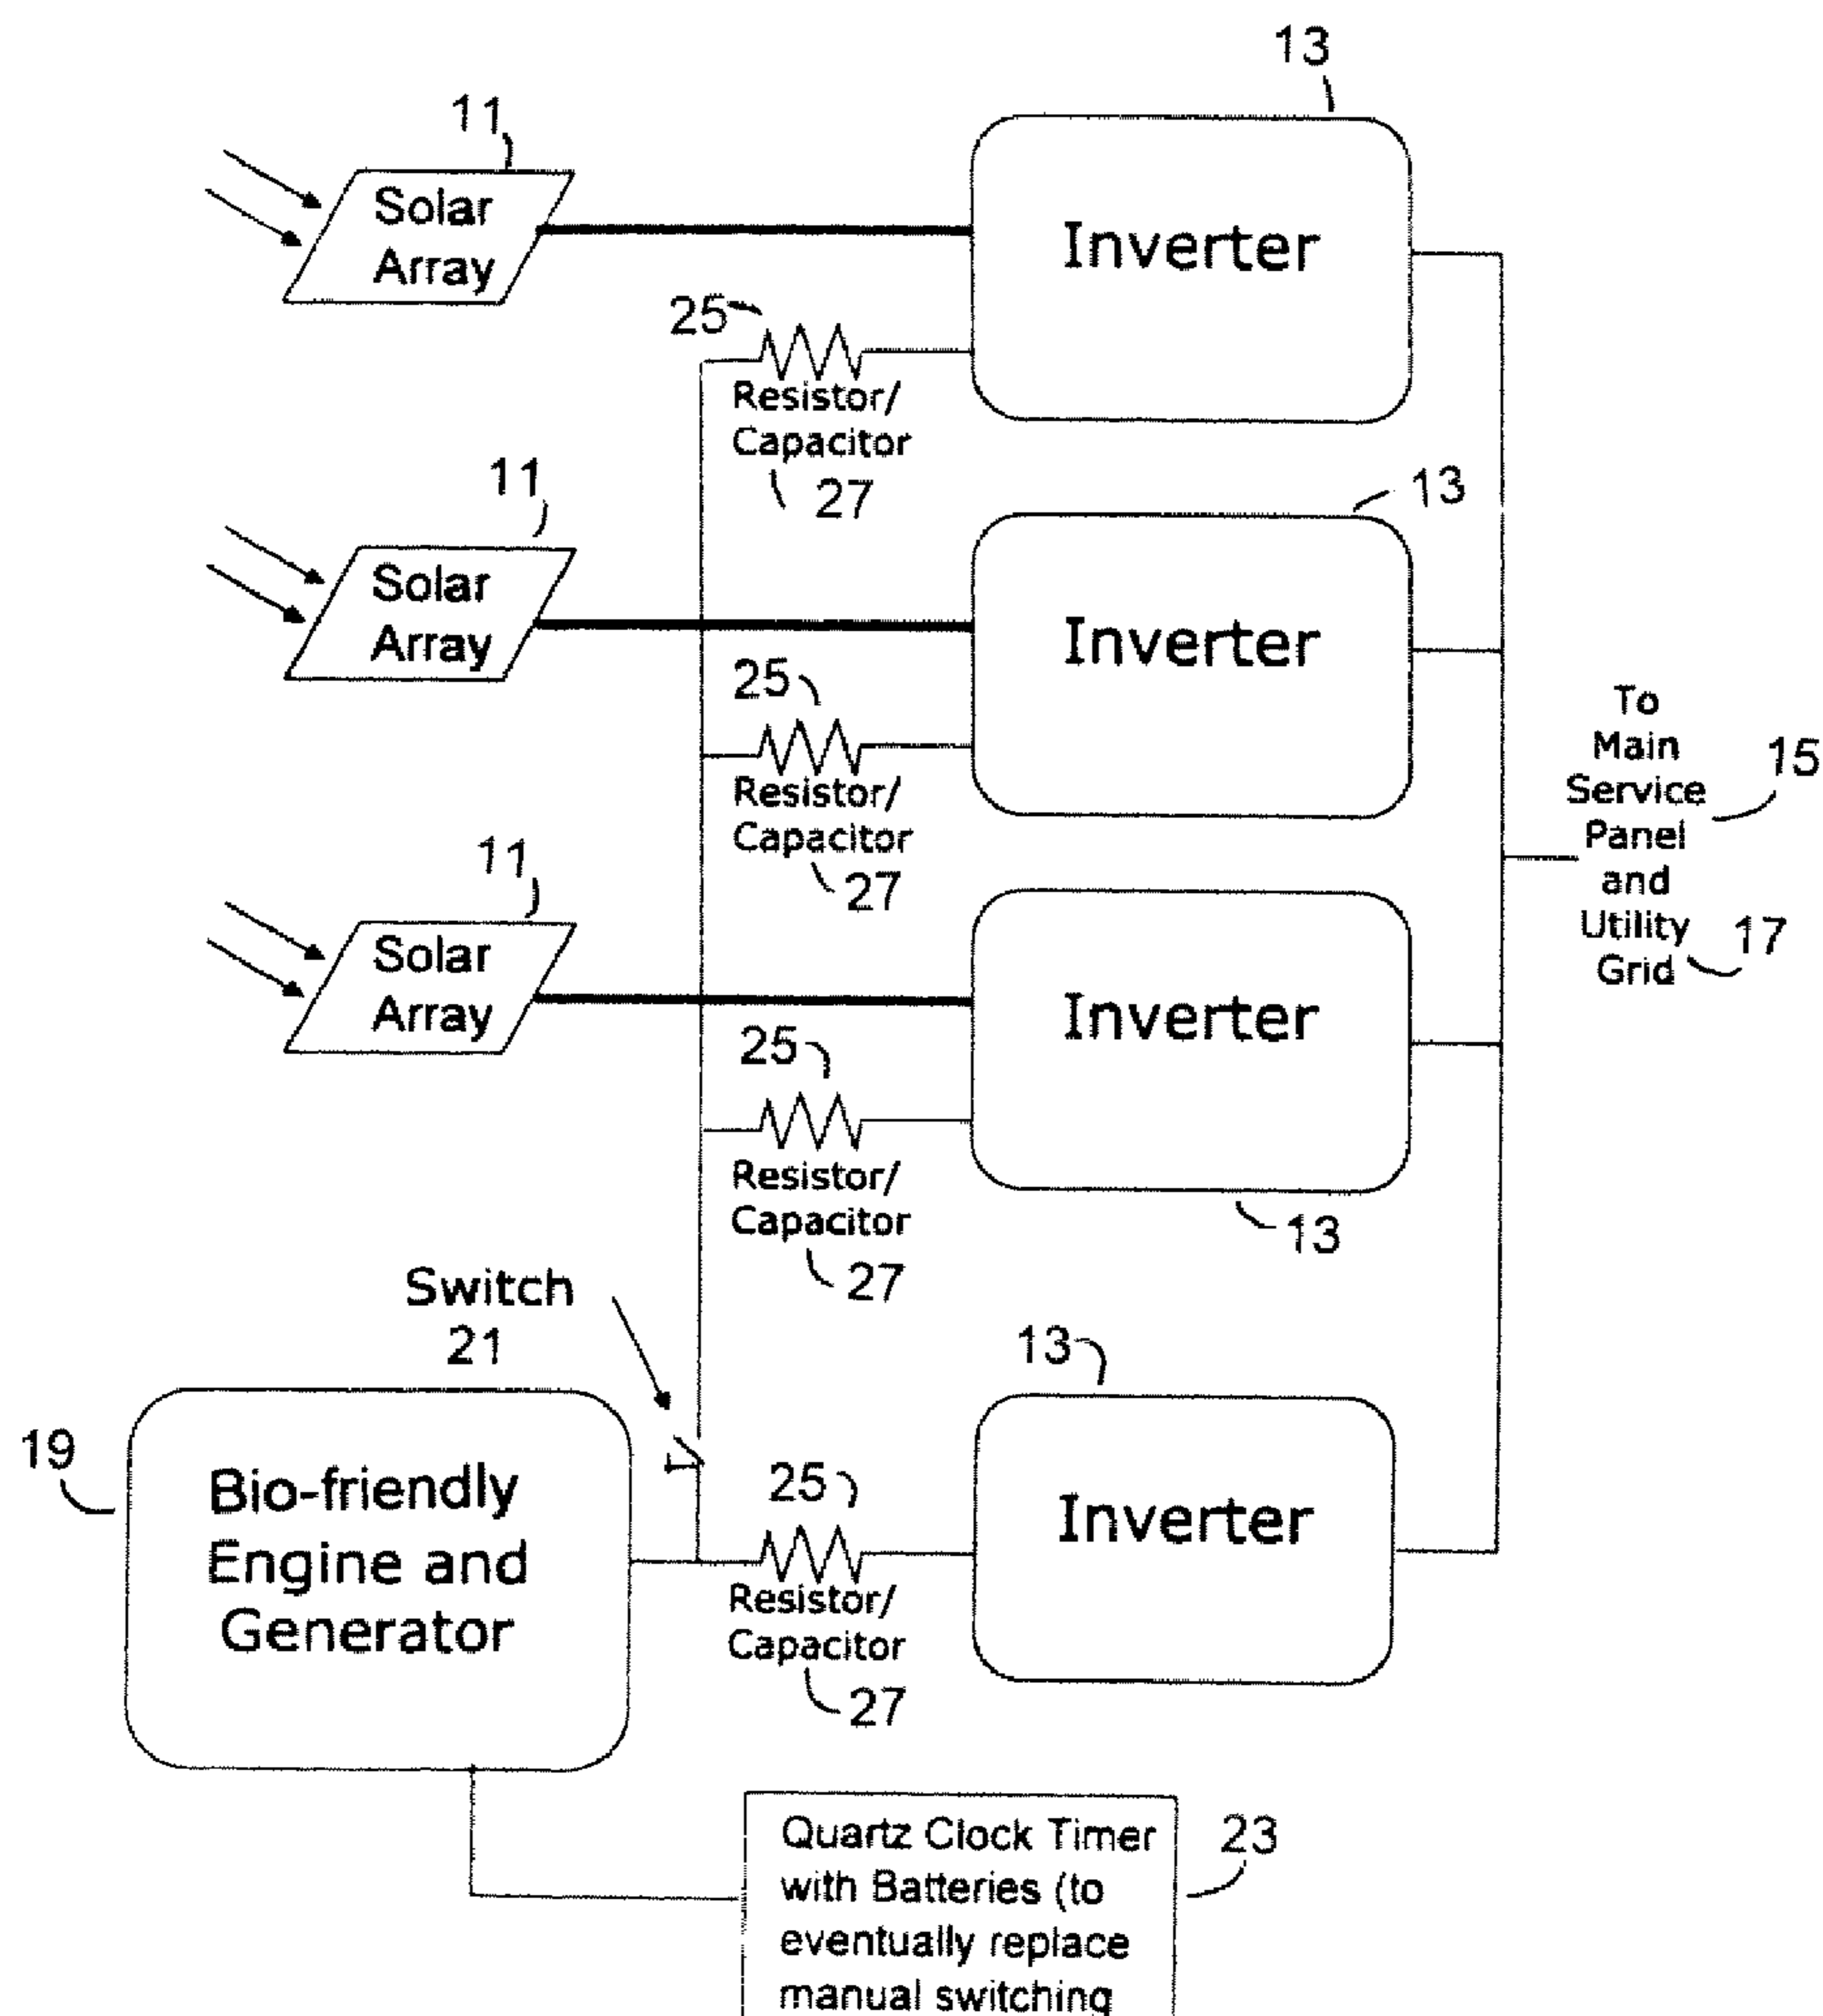 13
11
Solar
Array
Inverter
25
Resistor/
Capacitor
27
11
13
Solar
Array
Inverter
25
Resistor/
Capacitor
27
To
Main
Service
Panel
and
Utility
Grid
15
17
11
Solar
Array
Inverter
25
Resistor/
Capacitor
27
13
Switch
21
13
19
Bio-friendly
Engine and
Generator
25
Inverter
Resistor/
Capacitor
27
Quartz Clock Timer
with Batteries (to
eventually replace
manual switching
23